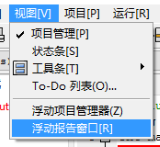 视图[V] 项目[P] 运行[R]
项目管理[P]
状态条[S]
工具条[T]
To-Do 列表(O)...
浮动项目管理器(Z)
浮动报告窗口[R]